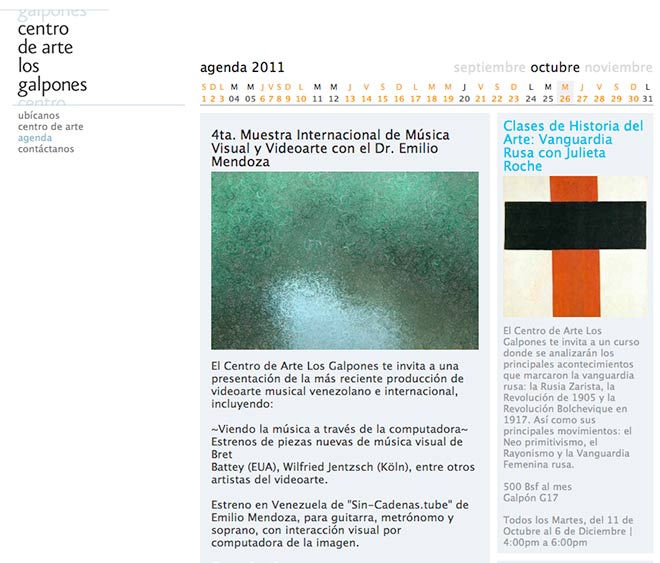 galpones
centro
de arte
los
galpones
centro
ubícanos
centro de arte
agenda
contáctanos
agenda 2011
septiembre octubre noviembre
S D L M M J V S D L M M J V S D L M M J V S D L M M J V S D L
1 2 3 04 05 6 7 8 9 10 11 12 13 14 15 16 17 18 19 20 21 22 23 24 25 26 27 28 29 30 31
4ta. Muestra Internacional de Música
Visual y Videoarte con el Dr. Emilio
Mendoza
El Centro de Arte Los Galpones te invita a una
presentación de la más reciente producción de
videoarte musical venezolano e internacional,
incluyendo:
~Viendo la música a través de la computadora~
Estrenos de piezas nuevas de música visual de
Bret
Battey (EUA), Wilfried Jentzsch (Köln), entre otros
artistas del videoarte.
Estreno en Venezuela de "Sin-Cadenas.tube" de
Emilio Mendoza, para guitarra, metrónomo y
soprano, con interacción visual por
computadora de la imagen.
Clases de Historia del
Arte: Vanguardia
Rusa con Julieta
Roche
El Centro de Arte Los
Galpones te invita a un curso
donde se analizarán los
principales acontecimientos
que marcaron la vanguardia
rusa: la Rusia Zarista, la
Revolución de 1905 y la
Revolución Bolchevique en
1917. Así como sus
principales movimientos: el
Neo primitivismo, el
Rayonismo y la Vanguardia
Femenina rusa.
500 Bsf al mes
Galpón G17
Todos los Martes, del 11 de
Octubre al 6 de Diciembre |
4:00pm a 6:00pm